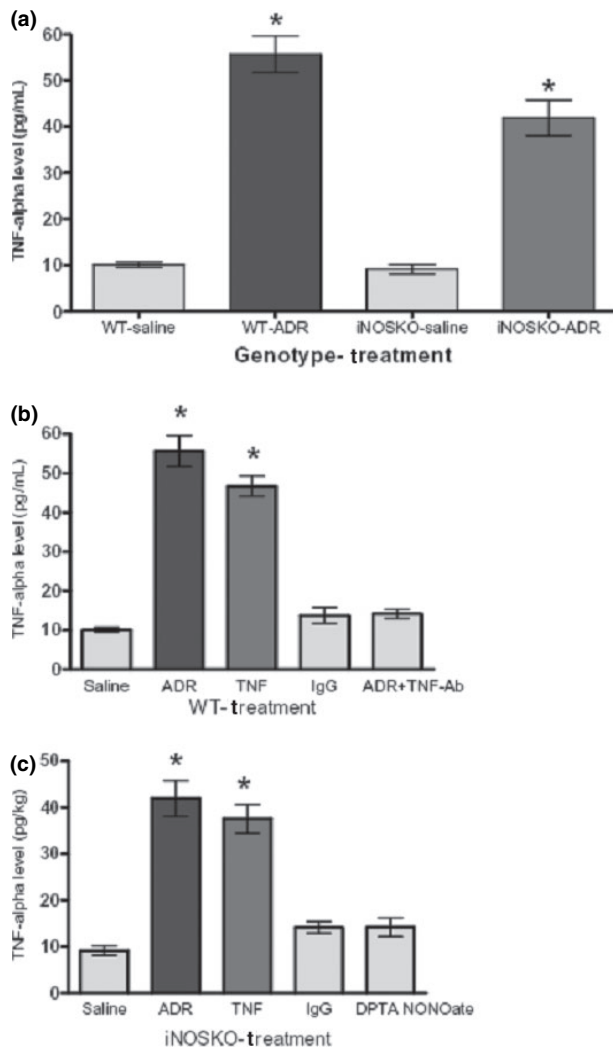 (a)
TNF-alpha level (pg/mL)
60
50
40
30
20
10
0
*
*
WT-saline WT-ADR iNOSKO-saline iNOSKO-ADR
Genotype- treatment
(b)
TNF-alpha level (pg/mL)
60
50
40
30
20
10
0
*
*
Saline ADR TNF IgG ADR+TNF-Ab
WT-treatment
(c)
TNF-alpha level (pg/kg)
50
40
30
20
10
0
*
*
Saline ADR TNF IgG DPTA NONOate
iNOSKO-treatment